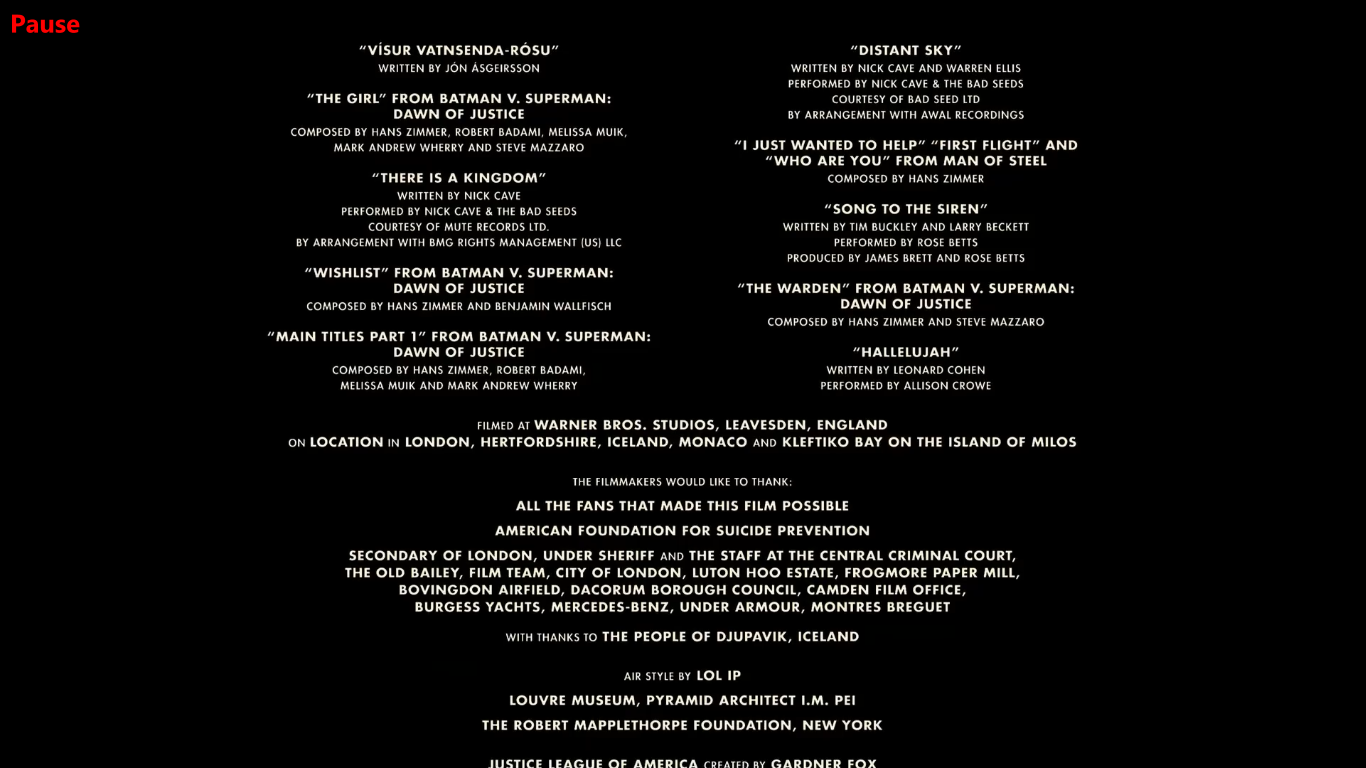 Pause
“VÍSUR VATNSENDA-RÓSU”
WRITTEN BY JÓN ÁSGEIRSSON
“THE GIRL” FROM BATMAN V. SUPERMAN:
DAWN OF JUSTICE
COMPOSED BY HANS ZIMMER, ROBERT BADAMI, MELISSA MUIK,
MARK ANDREW WHERRY AND STEVE MAZZARO
“THERE IS A KINGDOM”
WRITTEN BY NICK CAVE
PERFORMED BY NICK CAVE & THE BAD SEEDS
COURTESY OF MUTE RECORDS LTD.
BY ARRANGEMENT WITH BMG RIGHTS MANAGEMENT (US) LLC
“WISHLIST” FROM BATMAN V. SUPERMAN:
DAWN OF JUSTICE
COMPOSED BY HANS ZIMMER AND BENJAMIN WALLFISCH
“MAIN TITLES PART 1” FROM BATMAN V. SUPERMAN:
DAWN OF JUSTICE
COMPOSED BY HANS ZIMMER, ROBERT BADAMI,
MELISSA MUIK AND MARK ANDREW WHERRY
“DISTANT SKY”
WRITTEN BY NICK CAVE AND WARREN ELLIS
PERFORMED BY NICK CAVE & THE BAD SEEDS
COURTESY OF BAD SEED LTD
BY ARRANGEMENT WITH AWAL RECORDINGS
“I JUST WANTED TO HELP” “FIRST FLIGHT” AND
“WHO ARE YOU” FROM MAN OF STEEL
COMPOSED BY HANS ZIMMER
“SONG TO THE SIREN”
WRITTEN BY TIM BUCKLEY AND LARRY BECKETT
PERFORMED BY ROSE BETTS
PRODUCED BY JAMES BRETT AND ROSE BETTS
“THE WARDEN” FROM BATMAN V. SUPERMAN:
DAWN OF JUSTICE
COMPOSED BY HANS ZIMMER AND STEVE MAZZARO
“HALLELUJAH”
WRITTEN BY LEONARD COHEN
PERFORMED BY ALLISON CROWE
FILMED AT WARNER BROS. STUDIOS, LEAVESDEN, ENGLAND
ON LOCATION IN LONDON, HERTFORDSHIRE, ICELAND, MONACO AND KLEFTIKO BAY ON THE ISLAND OF MILOS
THE FILMMAKERS WOULD LIKE TO THANK:
ALL THE FANS THAT MADE THIS FILM POSSIBLE
AMERICAN FOUNDATION FOR SUICIDE PREVENTION
SECONDARY OF LONDON, UNDER SHERIFF AND THE STAFF AT THE CENTRAL CRIMINAL COURT,
THE OLD BAILEY, FILM TEAM, CITY OF LONDON, LUTON HOO ESTATE, FROGMORE PAPER MILL,
BOVINGDON AIRFIELD, DACORUM BOROUGH COUNCIL, CAMDEN FILM OFFICE,
BURGESS YACHTS, MERCEDES-BENZ, UNDER ARMOUR, MONTRES BREGUET
WITH THANKS TO THE PEOPLE OF DJUPAVIK, ICELAND
AIR STYLE BY LOL IP
LOUVRE MUSEUM, PYRAMID ARCHITECT I.M. PEI
THE ROBERT MAPPLETHORPE FOUNDATION, NEW YORK
JUSTICE LEAGUE OF AMERICA CREATED BY GARDNER FOX